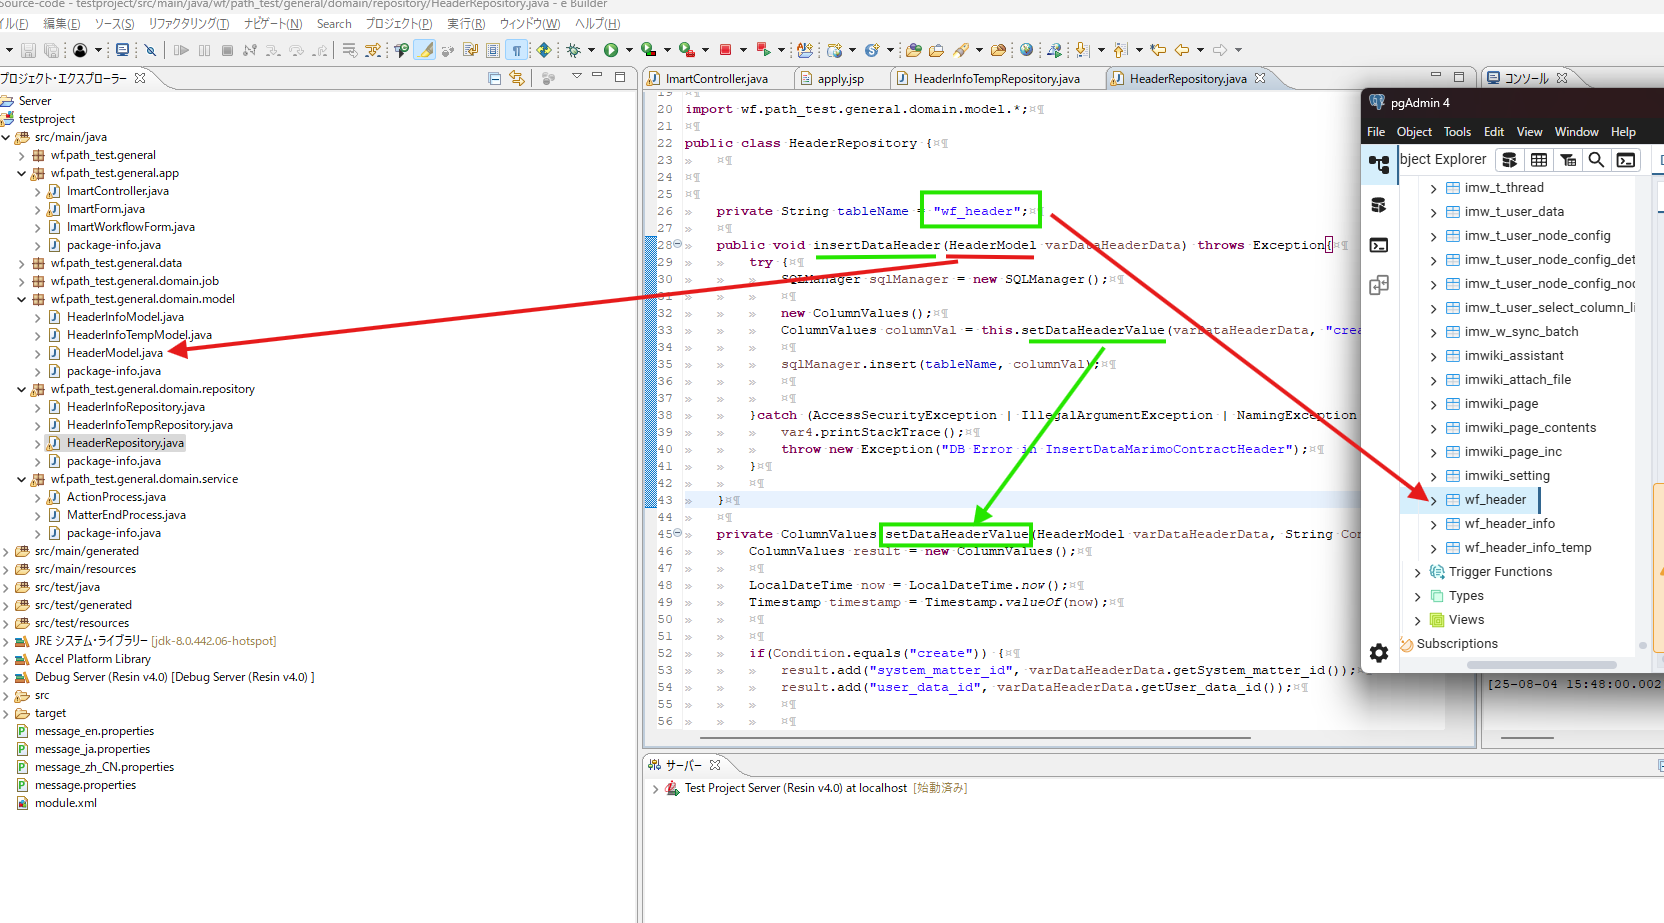 Source-code - testproject/src/main/java/wf/path_test/general/domain/repository/HeaderRepository.java - e Builder
イル(F) 編集(E) ソース(S) リファクタリング(T) ナビゲート(N) Search プロジェクト(P) 実行(R) ウィンドウ(W) ヘルプ(H)
プロジェクト・エクスプローラー
Server
testproject
src/main/java
wf.path_test.general
wf.path_test.general.app
ImartController.java
ImartForm.java
ImartWorkflowForm.java
package-info.java
wf.path_test.general.data
wf.path_test.general.domain.job
wf.path_test.general.domain.model
HeaderInfoModel.java
HeaderInfoTempModel.java
HeaderModel.java
package-info.java
wf.path_test.general.domain.repository
HeaderInfoRepository.java
HeaderInfoTempRepository.java
HeaderRepository.java
package-info.java
wf.path_test.general.domain.service
ActionProcess.java
MatterEndProcess.java
package-info.java
src/main/generated
src/main/resources
src/test/java
src/test/generated
src/test/resources
JRE システム・ライブラリー [jdk-8.0.442.06-hotspot]
Accel Platform Library
Debug Server (Resin v4.0) [Debug Server (Resin v4.0) ]
src
target
message_en.properties
message_ja.properties
message_zh_CN.properties
message.properties
module.xml
ImartController.java apply.jsp HeaderInfoTempRepository.java HeaderRepository.java
19
20 import wf.path_test.general.domain.model.*;
21
22 public class HeaderRepository {
23
24
25
26 private String tableName = "wf_header";
27
28 public void insertDataHeader(HeaderModel varDataHeaderData) throws Exception{
29 try {
30 SQLManager sqlManager = new SQLManager();
31
32 new ColumnValues();
33 ColumnValues columnVal = this.setDataHeaderValue(varDataHeaderData, "crea
34
35 sqlManager.insert(tableName, columnVal);
36
37
38 }catch (AccessSecurityException | IllegalArgumentException | NamingException
39 var4.printStackTrace();
40 throw new Exception("DB Error in InsertDataMarimoContractHeader");
41 }
42
43 }
44
45 private ColumnValues setDataHeaderValue(HeaderModel varDataHeaderData, String Co
46 ColumnValues result = new ColumnValues();
47
48 LocalDateTime now = LocalDateTime.now();
49 Timestamp timestamp = Timestamp.valueOf(now);
50
51
52 if(Condition.equals("create")) {
53 result.add("system_matter_id", varDataHeaderData.getSystem_matter_id());
54 result.add("user_data_id", varDataHeaderData.getUser_data_id());
55
56
サーバー
Test Project Server (Resin v4.0) at localhost [始動済み]
コンソール
pgAdmin 4
File Object Tools Edit View Window Help
bject Explorer
imw_t_thread
imw_t_user_data
imw_t_user_node_config
imw_t_user_node_config_det
imw_t_user_node_config_noc
imw_t_user_select_column_li
imw_w_sync_batch
imwiki_assistant
imwiki_attach_file
imwiki_page
imwiki_page_contents
imwiki_page_inc
imwiki_setting
wf_header
wf_header_info
wf_header_info_temp
Trigger Functions
Types
Views
Subscriptions
[25-08-04 15:48:00.002